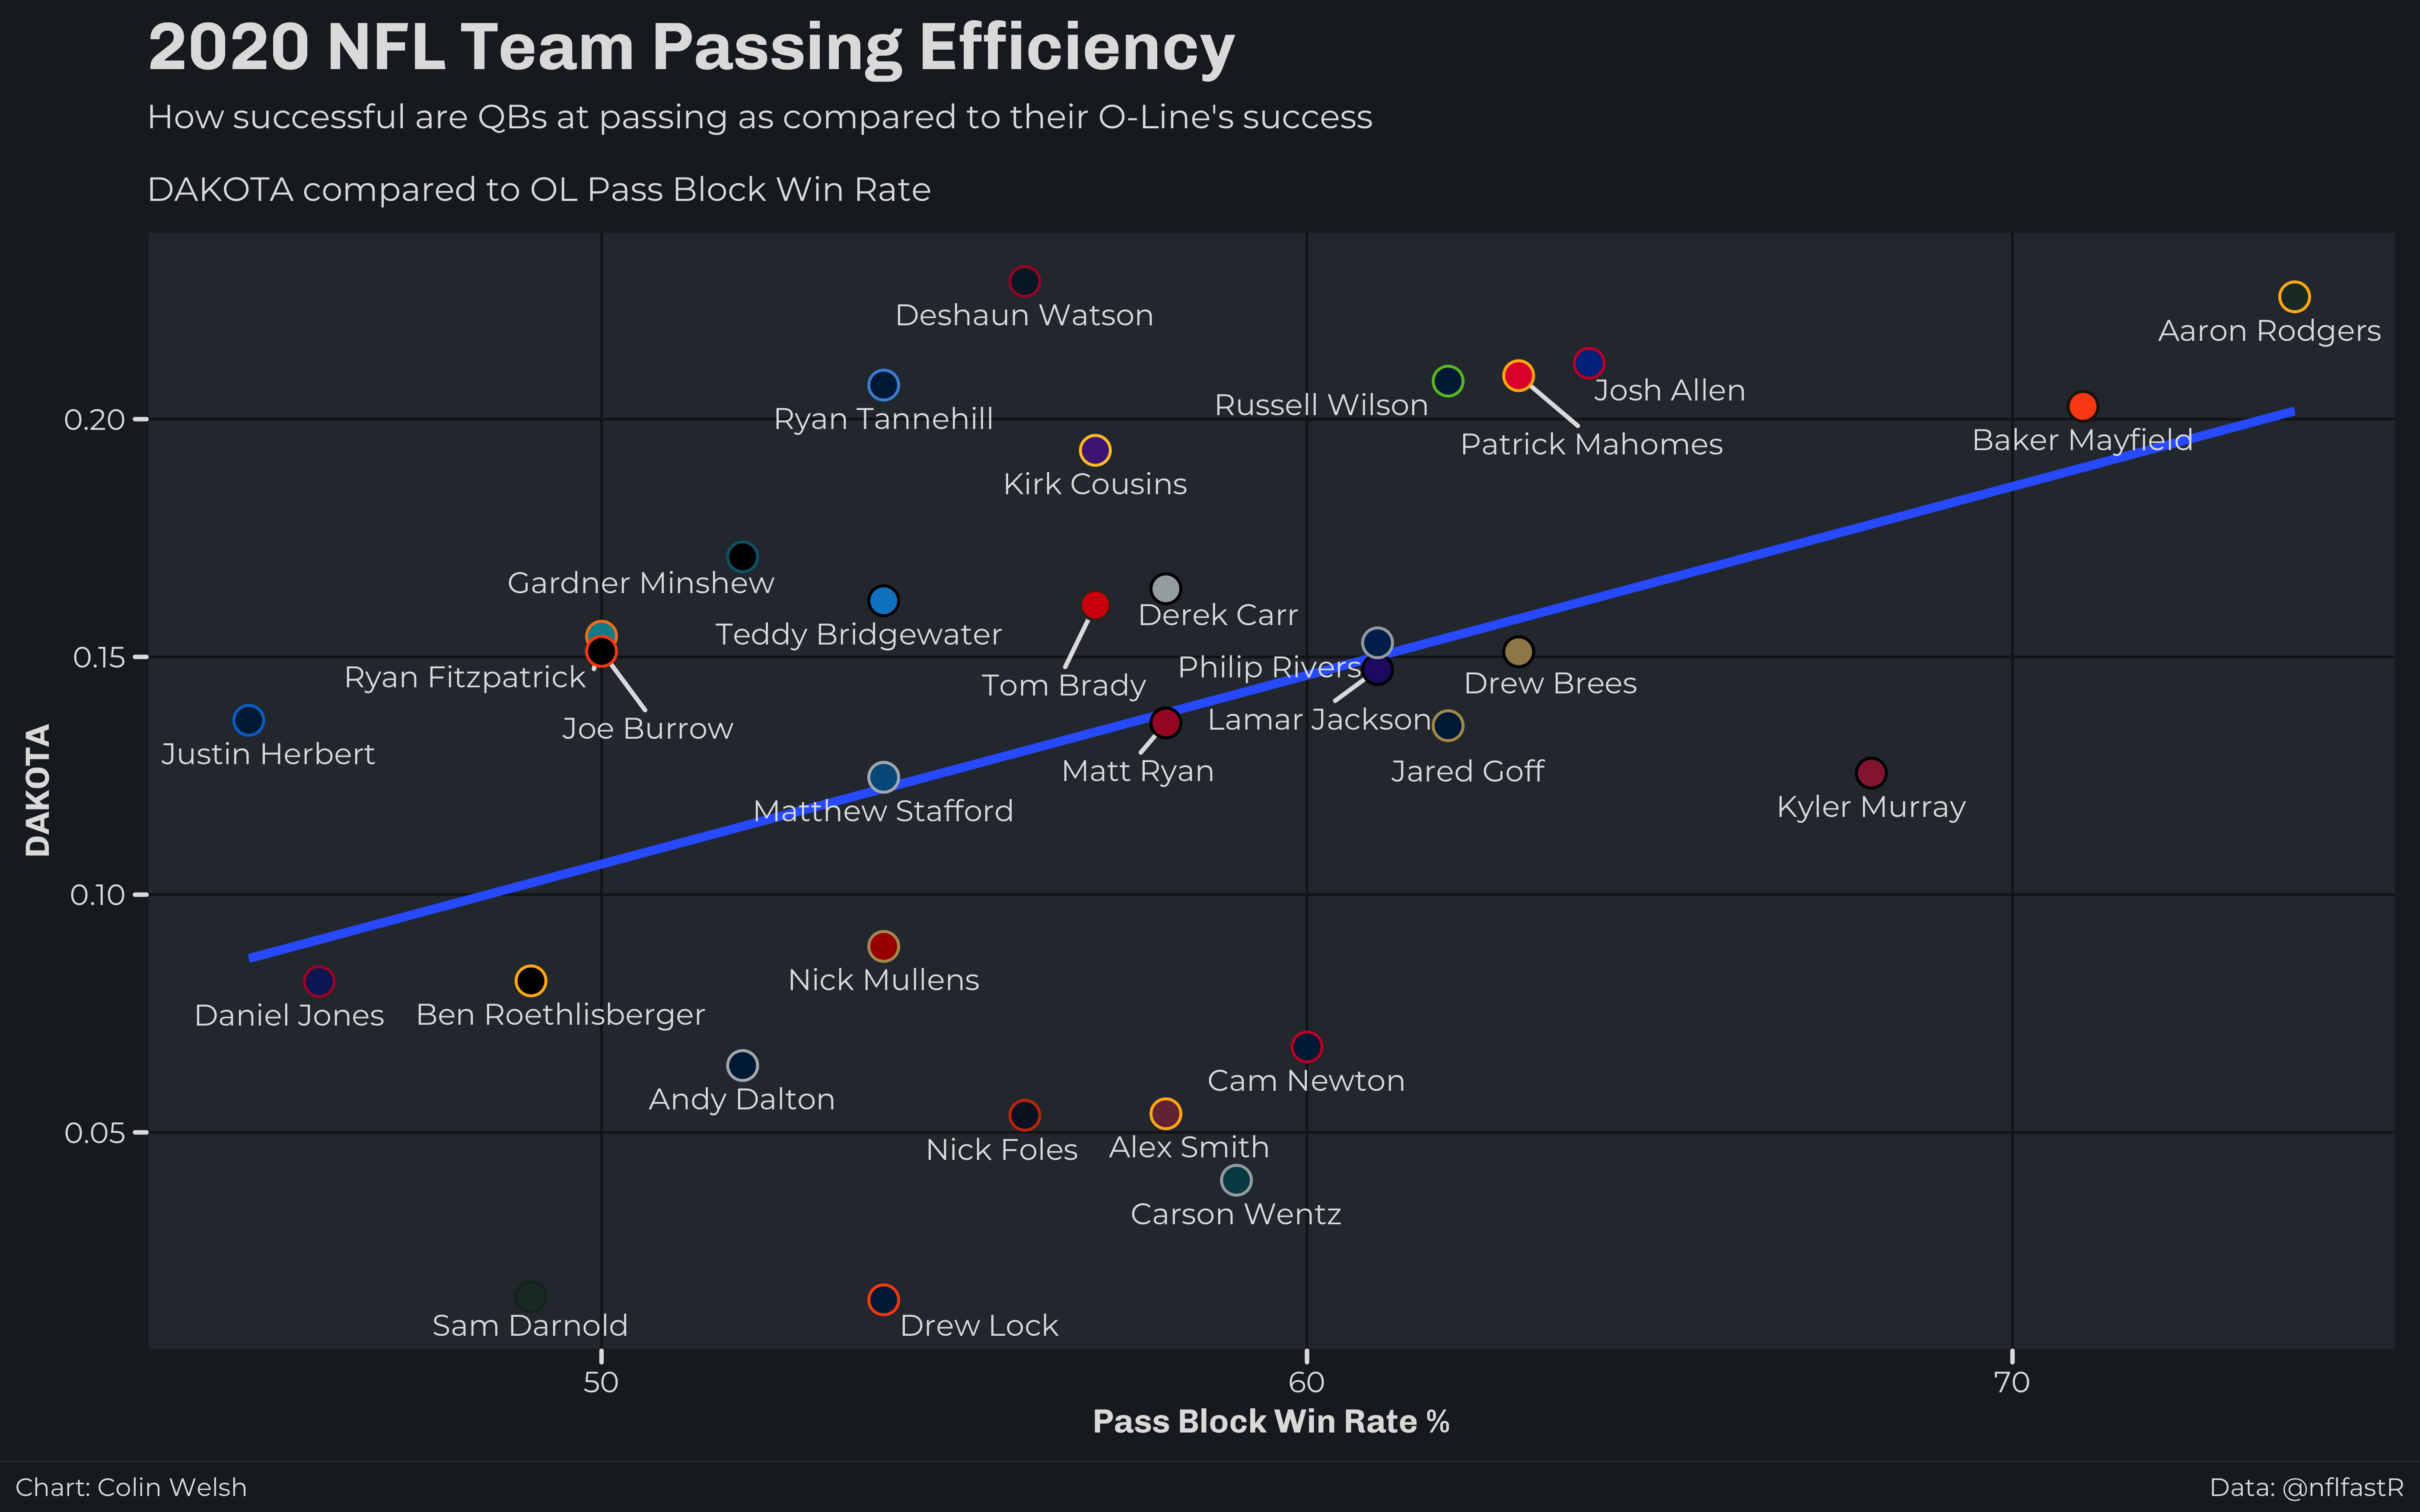 2020 NFL Team Passing Efficiency
How successful are QBs at passing as compared to their O-Line's success
DAKOTA compared to OL Pass Block Win Rate
Deshaun Watson
Aaron Rodgers
Ryan Tannehill
Russell Wilson
Josh Allen
Patrick Mahomes
Baker Mayfield
Kirk Cousins
Gardner Minshew
Teddy Bridgewater
Derek Carr
Ryan Fitzpatrick
Joe Burrow
Tom Brady
Philip Rivers
Drew Brees
Lamar Jackson
Justin Herbert
Matt Ryan
Jared Goff
Matthew Stafford
Kyler Murray
Nick Mullens
Daniel Jones
Ben Roethlisberger
Andy Dalton
Cam Newton
Nick Foles
Alex Smith
Carson Wentz
Sam Darnold
Drew Lock
0.20
0.15
0.10
0.05
DAKOTA
50
60
70
Pass Block Win Rate %
Chart: Colin Welsh
Data: @nflfastR